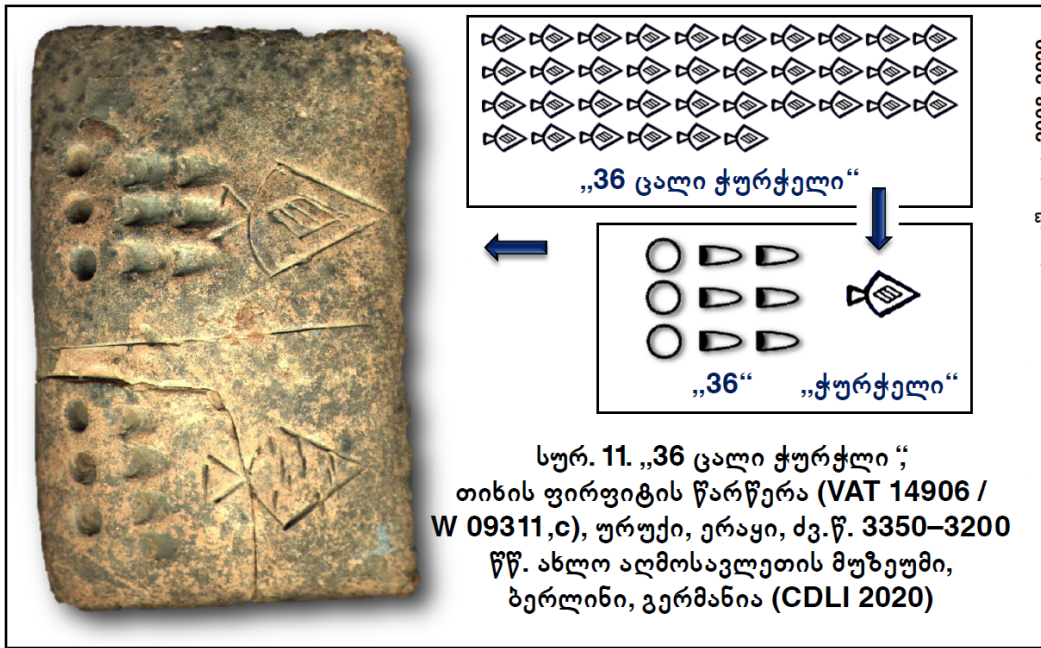 „36 ცალი ჭურჭელი“
„36“ „ჭურჭელი“
სურ. 11. „36 ცალი ჭურჭლი “,
თიხის ფირფიტის წარწერა (VAT 14906 /
W 09311,c), ურუქი, ერაყი, ძვ.წ. 3350–3200
წწ. ახლო აღმოსავლეთის მუზეუმი,
ბერლინი, გერმანია (CDLI 2020)